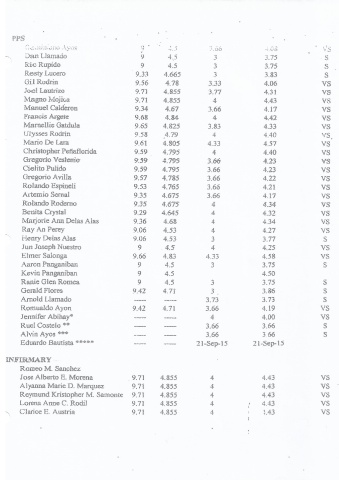 PPS
Ayon 9 4.5 3.66 4.08 VS
Dan Llamado 9 4.5 3 3.75 S
Ric Rupido 9 4.5 3 3.75 S
Resty Lucero 9.33 4.665 3 3.83 S
Gil Rodrin 9.56 4.78 3.33 4.06 VS
Joel Lautrizo 9.71 4.855 3.77 4.31 VS
Magno Mojica 9.71 4.855 4 4.43 VS
Manuel Calderon 9.34 4.67 3.66 4.17 VS
Francis Argete 9.68 4.84 4 4.42 VS
Marnellie Gatdula 9.65 4.825 3.83 4.33 VS
Ulysses Rodrin 9.58 4.79 4 4.40 VS
Mario De Lara 9.61 4.805 4.33 4.57 VS
Christopher Peñaflorida 9.59 4.795 4 4.40 VS
Gregorio 9.59 4.795 3.66 4.23 VS
Cselito Pulido 9.59 4.795 3.66 4.23 VS
Gregorio Avilla 9.57 4.785 3.66 4.22 VS
Rolando Espineli 9.53 4.765 3.66 4.21 VS
Artemio Sernal 9.35 4.675 3.66 4.17 VS
Rolando Roderno 9.35 4.675 4 4.34 VS
Benita Crystal 9.29 4.645 4 4.32 VS
Marjorie Ann Delas Alas 9.36 4.68 4 4.34 VS
Ray An Perey 9.06 4.53 4 4.27 VS
Henry Delas Alas 9.06 4.53 3 3.77 S
Jun Joseph Nuestro 9 4.5 4 4.25 VS
Elmer Salonga 9.66 4.83 4.33 4.58 VS
Aaron Panganiban 9 4.5 3 3.75 S
Kevin Panganiban 9 4.5 4.50
Razie Glen Romea 9 4.5 3 3.75 S
Gerald Flores 9.42 4.71 3 3.86 S
Arnold Llamado ----- ----- 3.73 3.73 S
Romualdo Ayon 9.42 4.71 3.66 4.19 VS
Jennifer Abibay* ----- ----- 4 4.00 VS
Ruel Costelo ** ----- ----- 3.66 3.66 S
Alvin Ayos *** ----- ----- 3.66 3 66 S
Eduardo Bautista ***** ----- ----- 21-Sep-15 21-Sep-15
INFIRMARY
Romeo M. Sanchez
Jose Alberto E. Morena 9.71 4.855 4 4.43 VS
Alyanna Marie D. Marquez 9.71 4.855 4 4.43 VS
Reymund Kristopher M. Samonte 9.71 4.855 4 4.43 VS
Lorena Anne C. Rodil 9.71 4.855 4 4.43 VS
Clarice E. Austria 9.71 4.855 4 4.43 VS